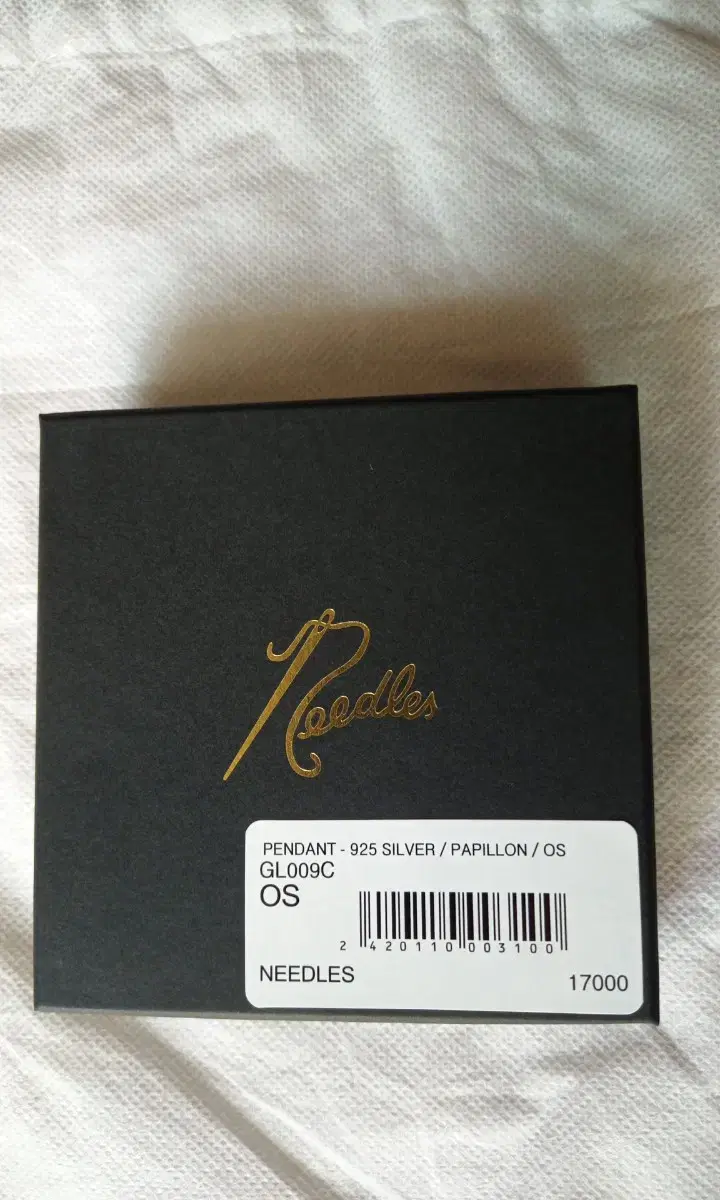 Needles
PENDANT - 925 SILVER / PAPILLON / OS
GL009C
OS
2 420110 003100
NEEDLES
17000